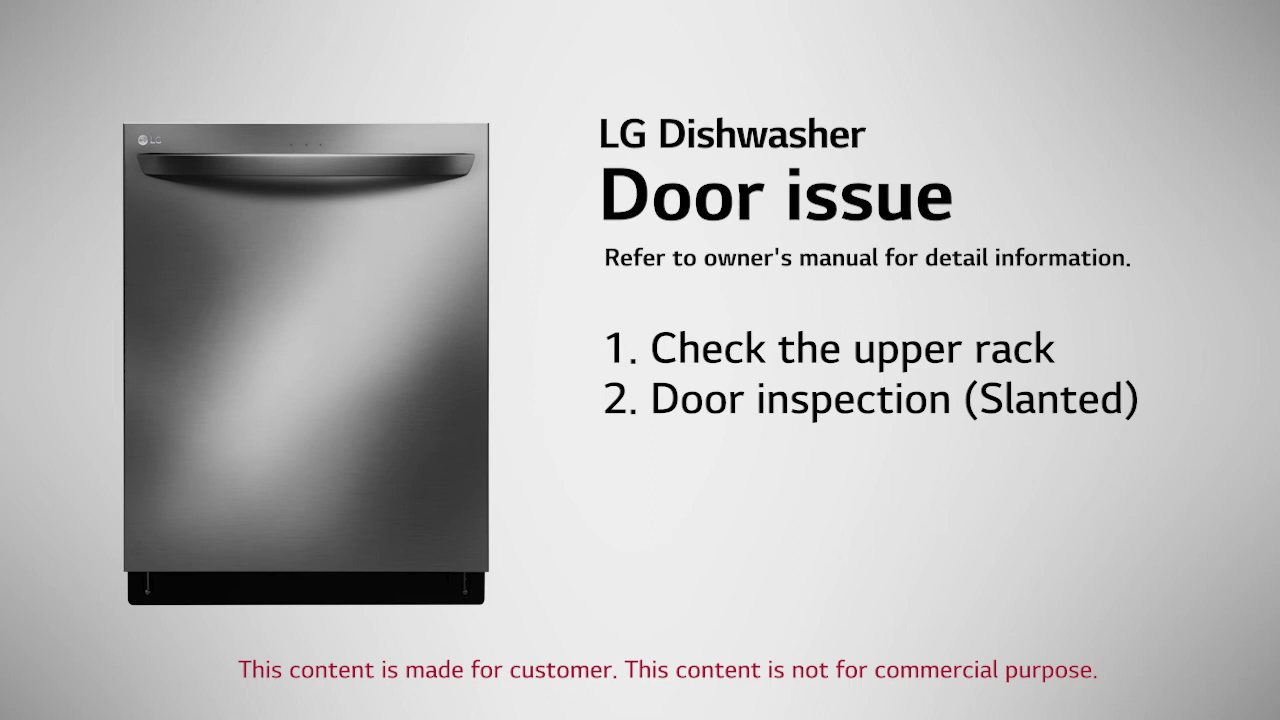 LG
LG Dishwasher
Door issue
Refer to owner's manual for detail information.
1. Check the upper rack
2. Door inspection (Slanted)
This content is made for customer. This content is not for commercial purpose.